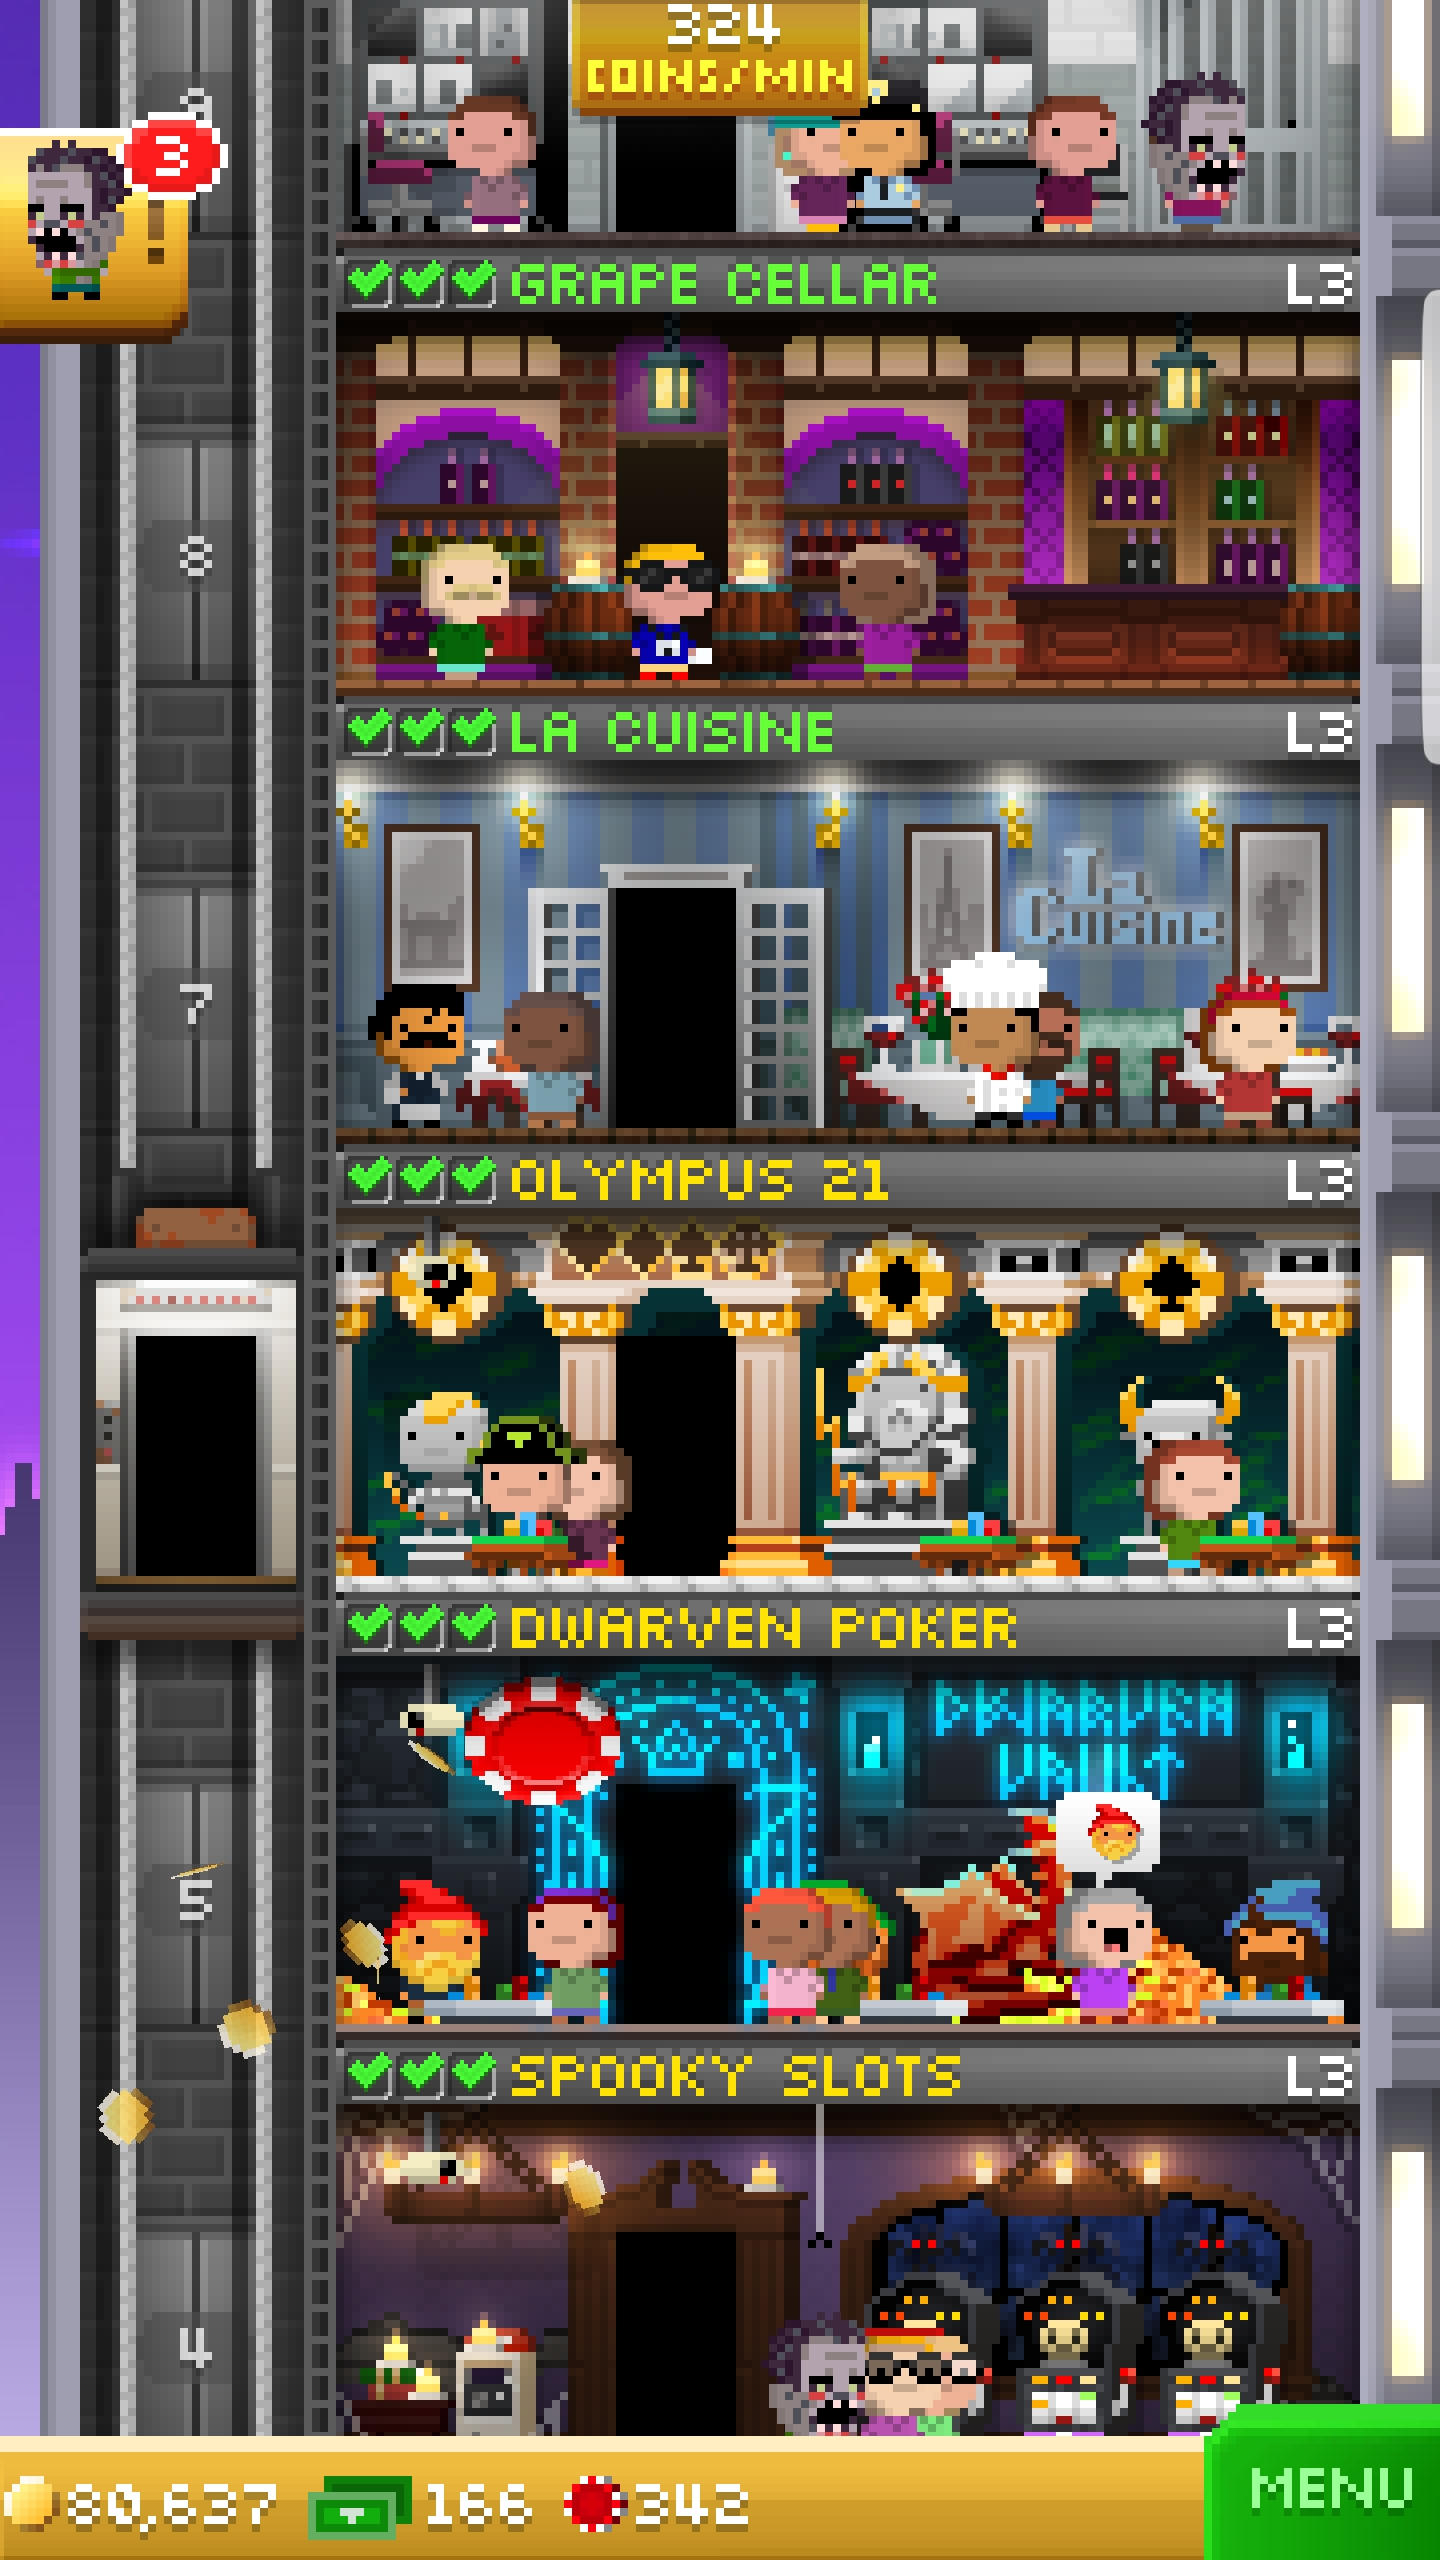 324
COINS/MIN
9
3
!
GRAPE CELLAR L3
8
LA CUISINE L3
La
Cuisine
7
OLYMPUS 21 L3
DWARVEN POKER L3
DWARVEN
VAULT
5
SPOOKY SLOTS L3
4
80,637 166 342
MENU